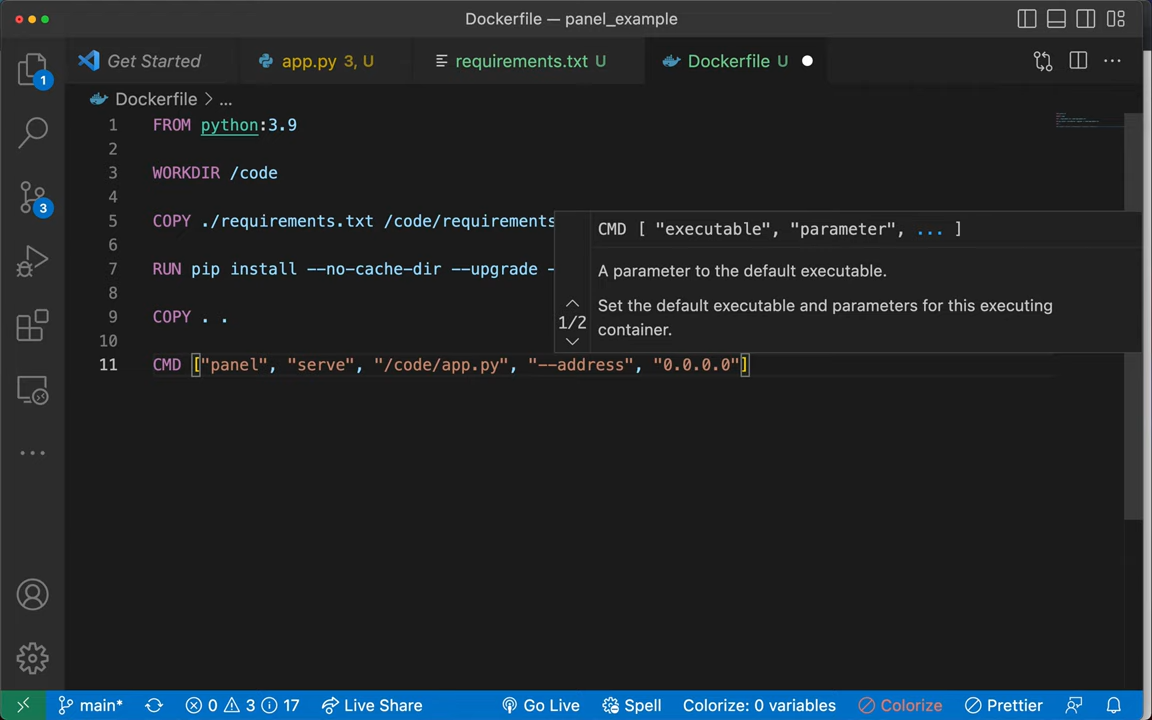 Dockerfile — panel_example
Get Started
app.py 3, U
requirements.txt U
Dockerfile U
Dockerfile > ...
1 FROM python:3.9
2
3 WORKDIR /code
4
5 COPY ./requirements.txt /code/requirements
6
7 RUN pip install --no-cache-dir --upgrade -
8
9 COPY . .
10
11 CMD ["panel", "serve", "/code/app.py", "--address", "0.0.0.0"]
CMD [ "executable", "parameter", ... ]
A parameter to the default executable.
1/2
Set the default executable and parameters for this executing
container.
1
3
main* 0 3 17 Live Share Go Live Spell Colorize: 0 variables Colorize Prettier